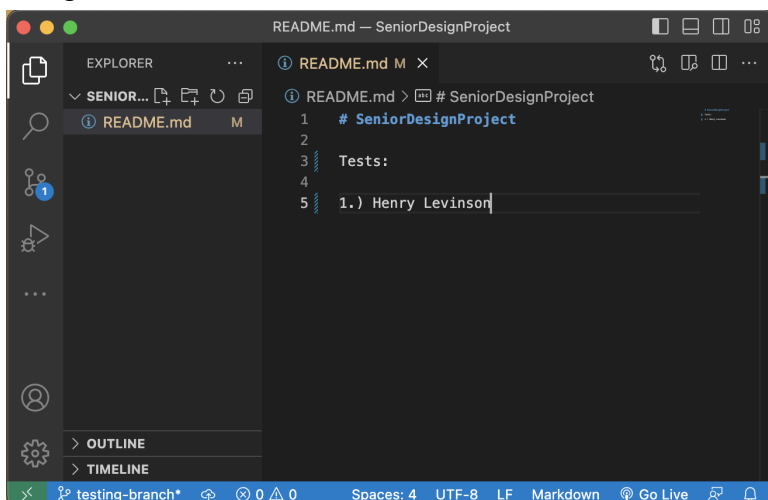 README.md — SeniorDesignProject
EXPLORER
README.md M
SENIOR...
README.md > # SeniorDesignProject
README.md M
1 # SeniorDesignProject
2
3 Tests:
4
5 1.) Henry Levinson
1
OUTLINE
TIMELINE
testing-branch* 0 0 Spaces: 4 UTF-8 LF Markdown Go Live